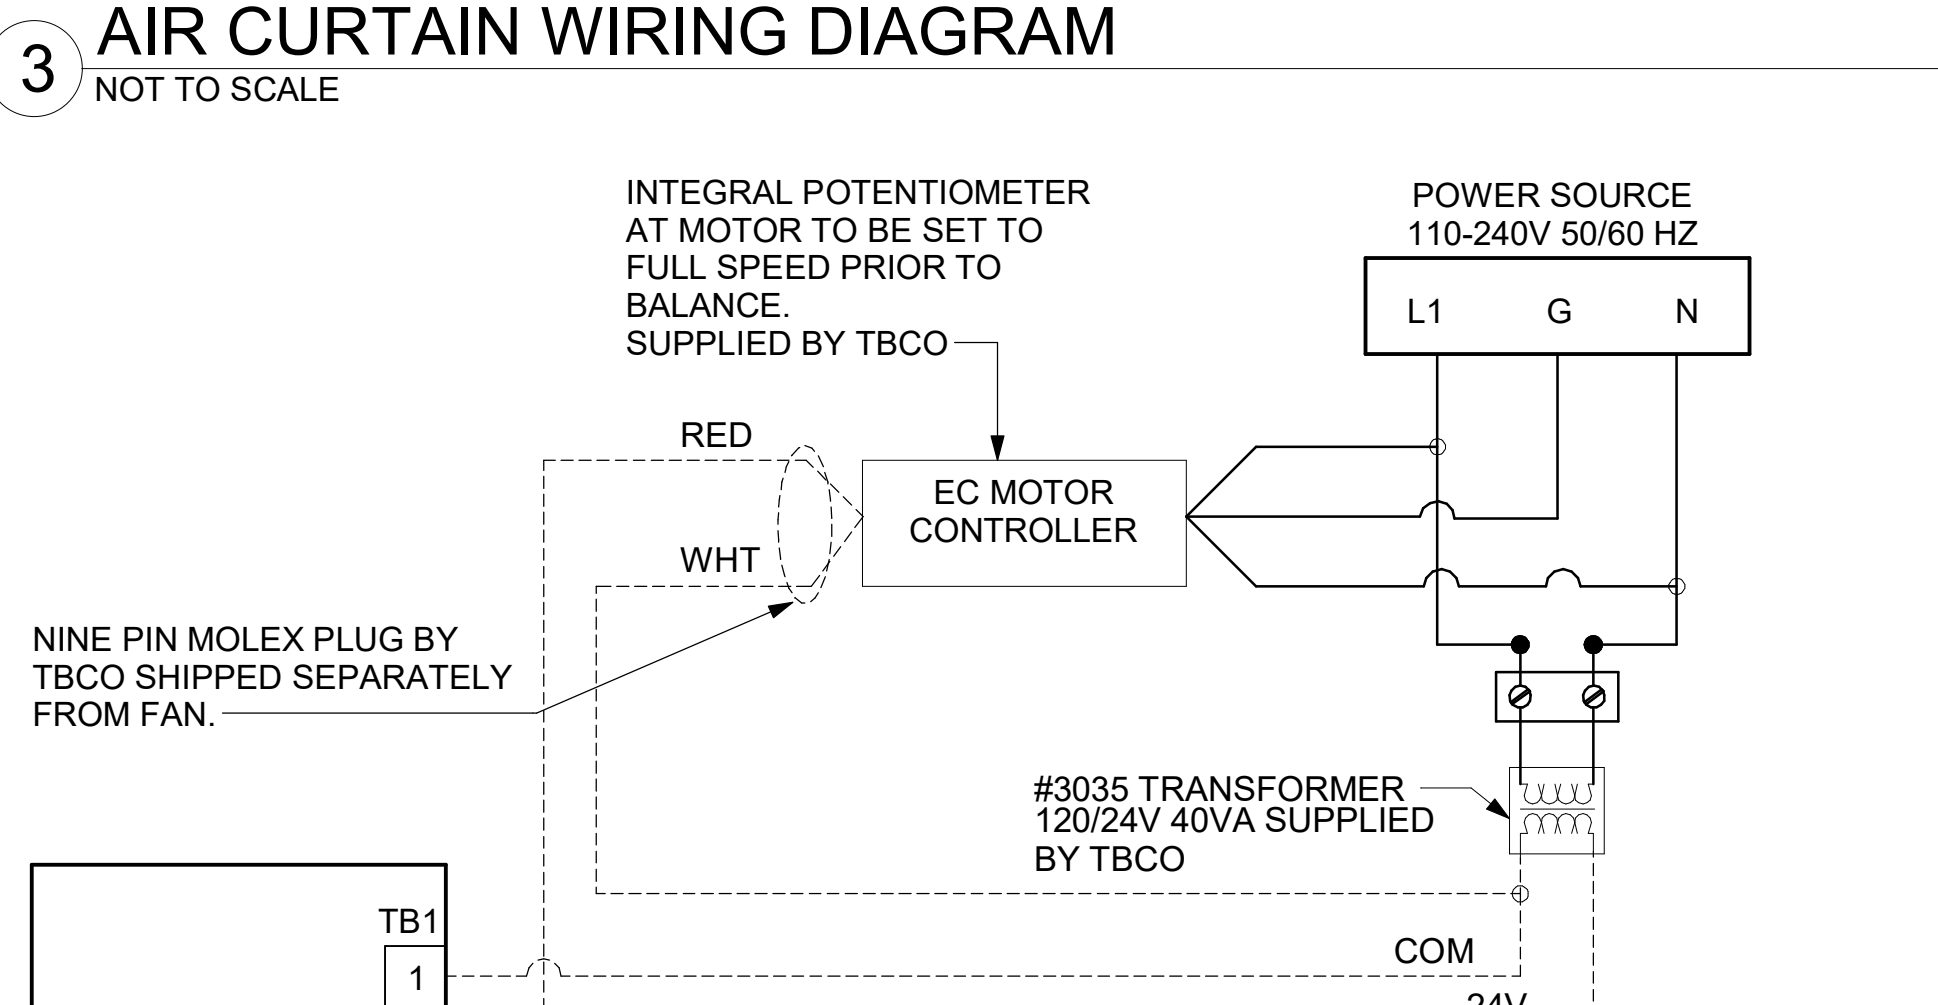 3
AIR CURTAIN WIRING DIAGRAM
NOT TO SCALE
INTEGRAL POTENTIOMETER
AT MOTOR TO BE SET TO
FULL SPEED PRIOR TO
BALANCE.
SUPPLIED BY TBCO
POWER SOURCE
110-240V 50/60 HZ
L1 G N
RED
EC MOTOR
CONTROLLER
WHT
NINE PIN MOLEX PLUG BY
TBCO SHIPPED SEPARATELY
FROM FAN.
#3035 TRANSFORMER
120/24V 40VA SUPPLIED
BY TBCO
TB1
1
COM
24V